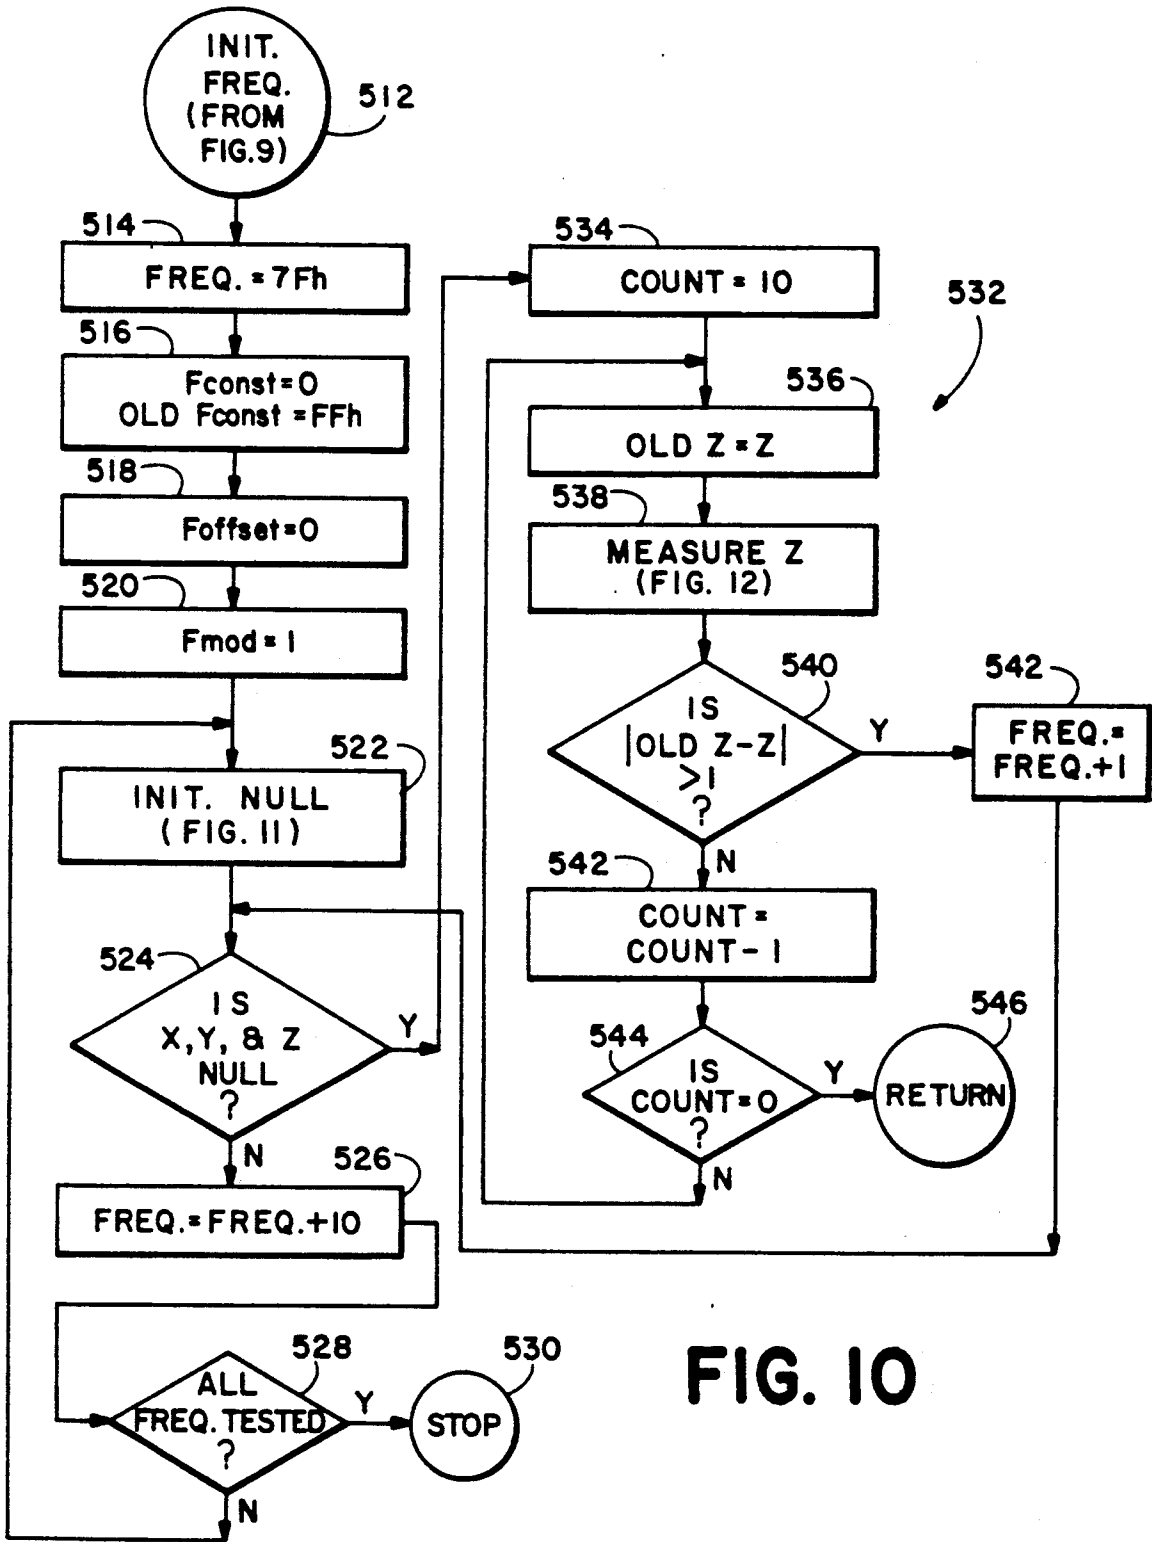 INIT.
FREQ.
(FROM
FIG.9)
512
514
FREQ.=7Fh
516
Fconst=0
OLD Fconst=FFh
518
Foffset=0
520
Fmod=1
522
INIT. NULL
(FIG. 11)
524
IS
X,Y, & Z
NULL
?
Y
N
526
FREQ.=FREQ.+10
528
ALL
FREQ.TESTED
?
Y
N
530
STOP
532
534
COUNT=10
536
OLD Z=Z
538
MEASURE Z
(FIG. 12)
540
IS
|OLD Z-Z|
>1
?
Y
N
542
FREQ.=
FREQ.+1
542
COUNT=
COUNT-1
544
IS
COUNT=0
?
Y
N
546
RETURN
FIG. 10